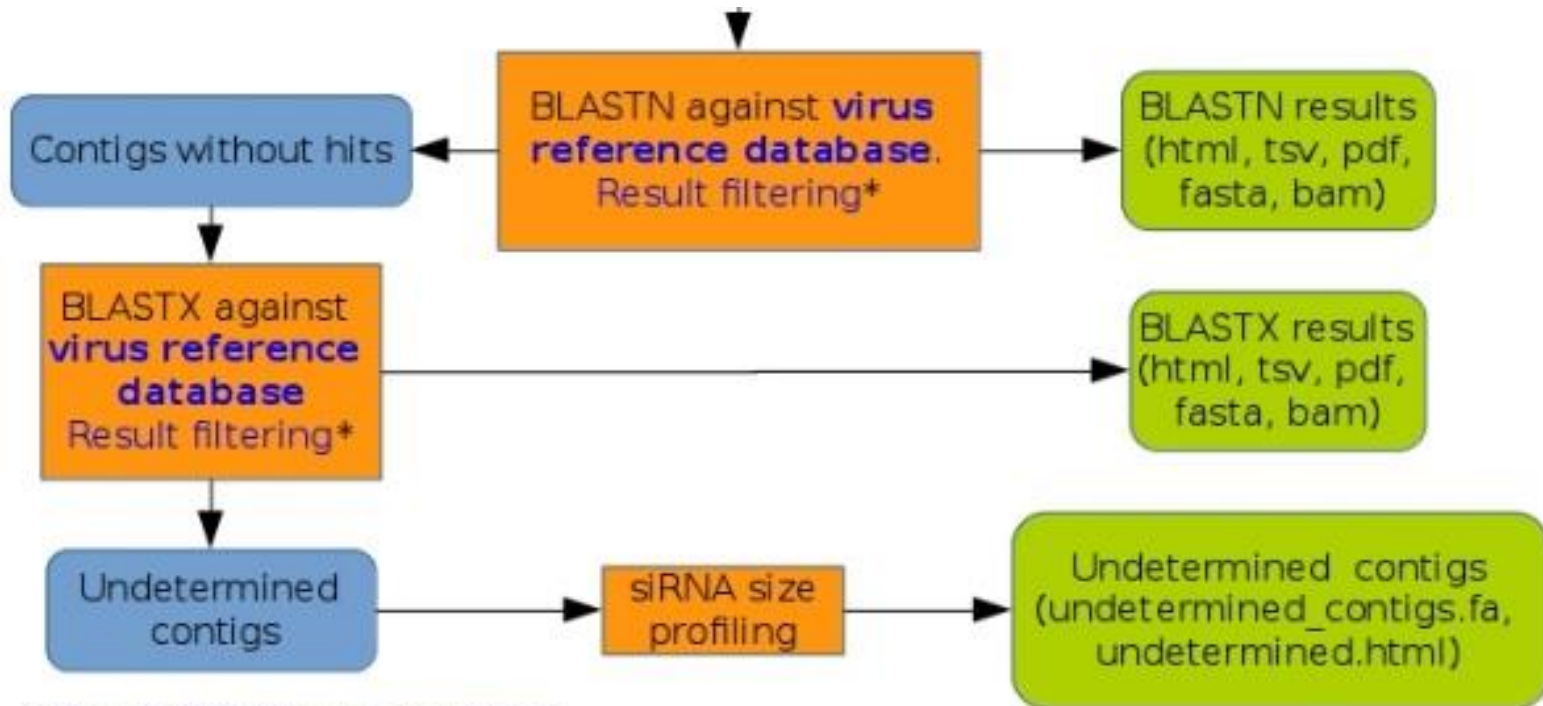 BLASTN against virus
reference database.
Result filtering*
BLASTN results
(html, tsv, pdf,
fasta, bam)
Contigs without hits
BLASTX against
virus reference
database
Result filtering*
BLASTX results
(html, tsv, pdf,
fasta, bam)
Undetermined
contigs
siRNA size
profiling
Undetermined contigs
(undetermined_contigs.fa,
undetermined.html)